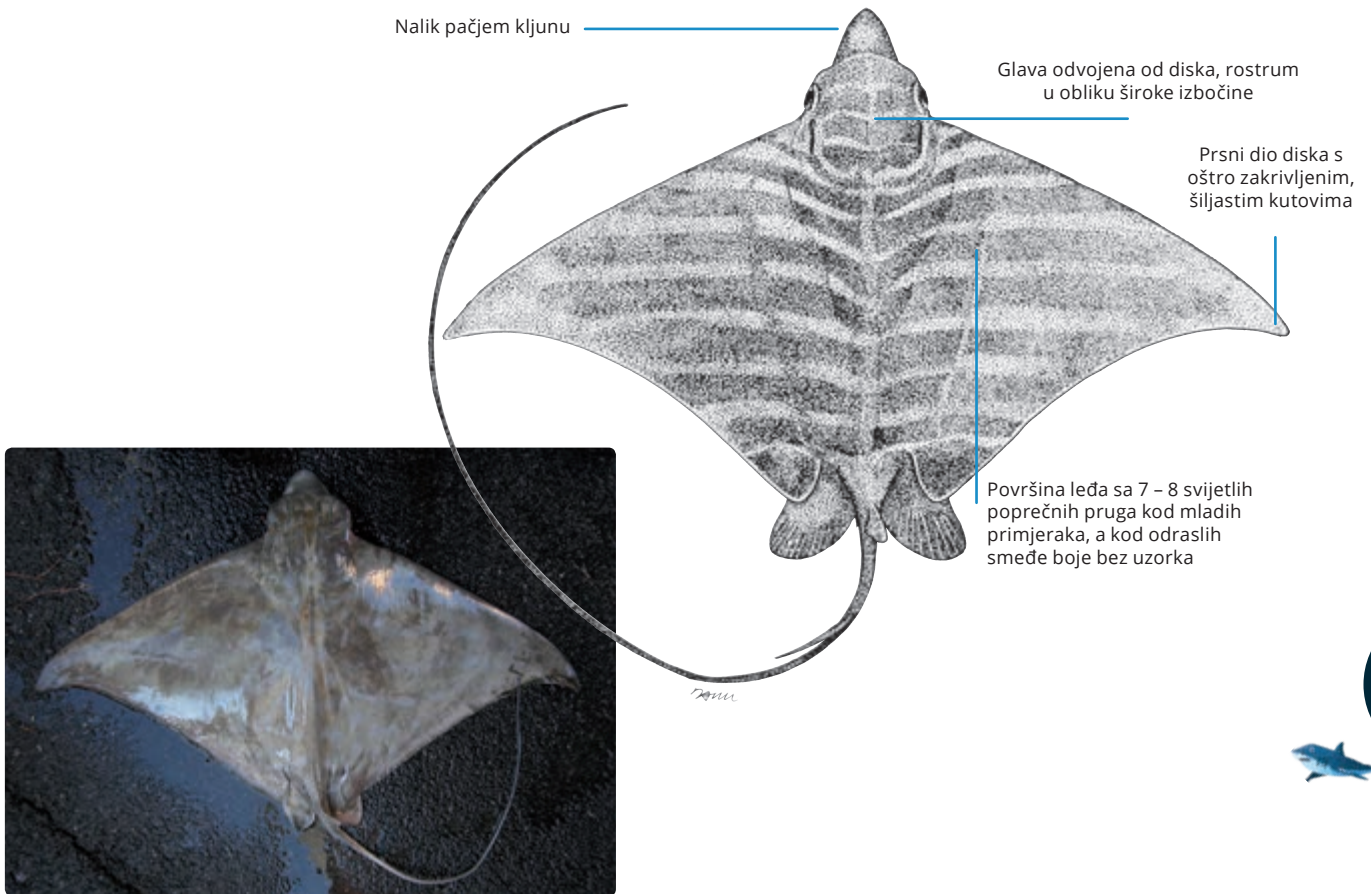 Nalik pačjem kljunu
Glava odvojena od diska, rostrum
u obliku široke izbočine
Prsni dio diska s
oštro zakrivljenim,
šiljastim kutovima
Površina leđa sa 7 – 8 svijetlih
poprečnih pruga kod mladih
primjeraka, a kod odraslih
smeđe boje bez uzorka